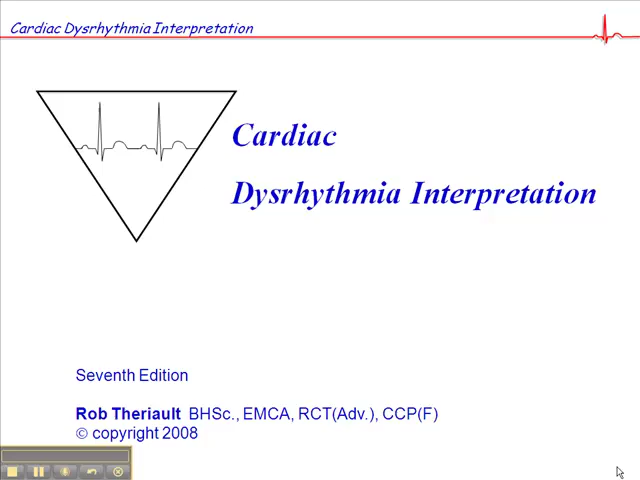 Cardiac Dysrhythmia Interpretation
Cardiac
Dysrhythmia Interpretation
Seventh Edition
Rob Theriault BHSc., EMCA, RCT(Adv.), CCP(F)
© copyright 2008